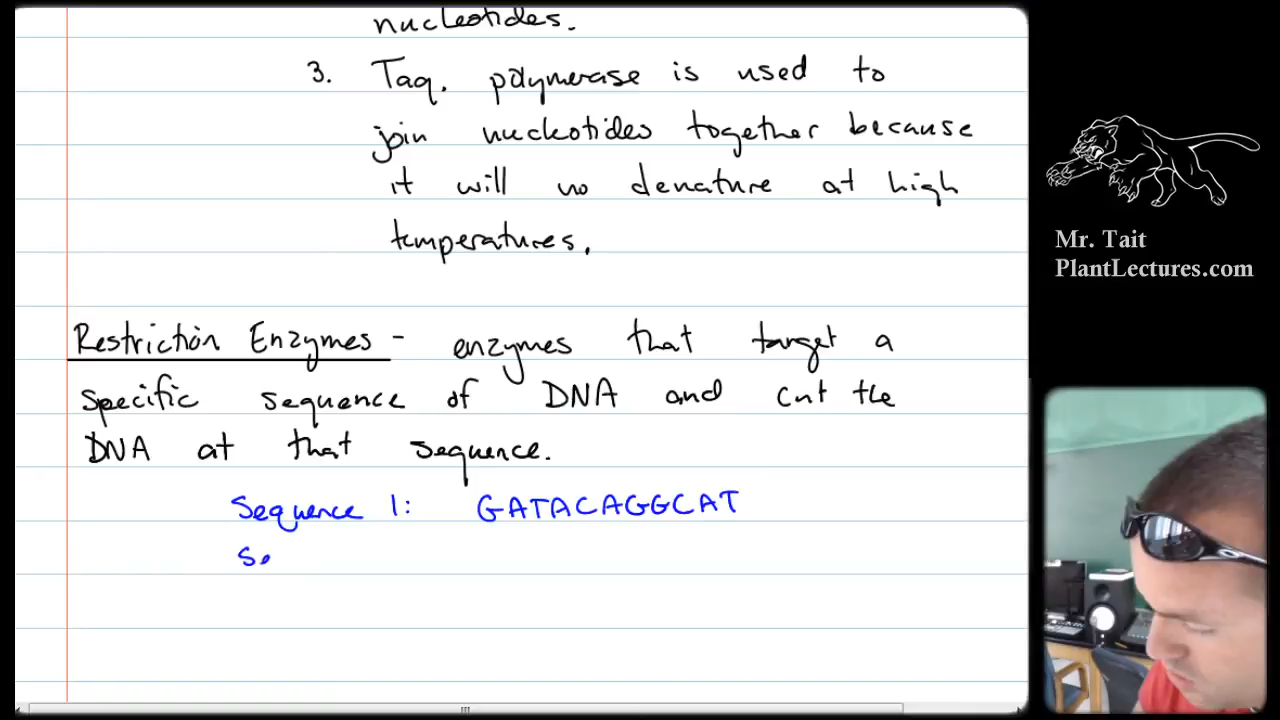 nucleotides.
3. Taq. polymerase is used to
join nucleotides together because
it will no denature at high
temperatures.
Mr. Tait
PlantLectures.com
Restriction Enzymes - enzymes that target a
specific sequence of DNA and cut the
DNA at that sequence.
Sequence 1: GATACAGGCAT
Se